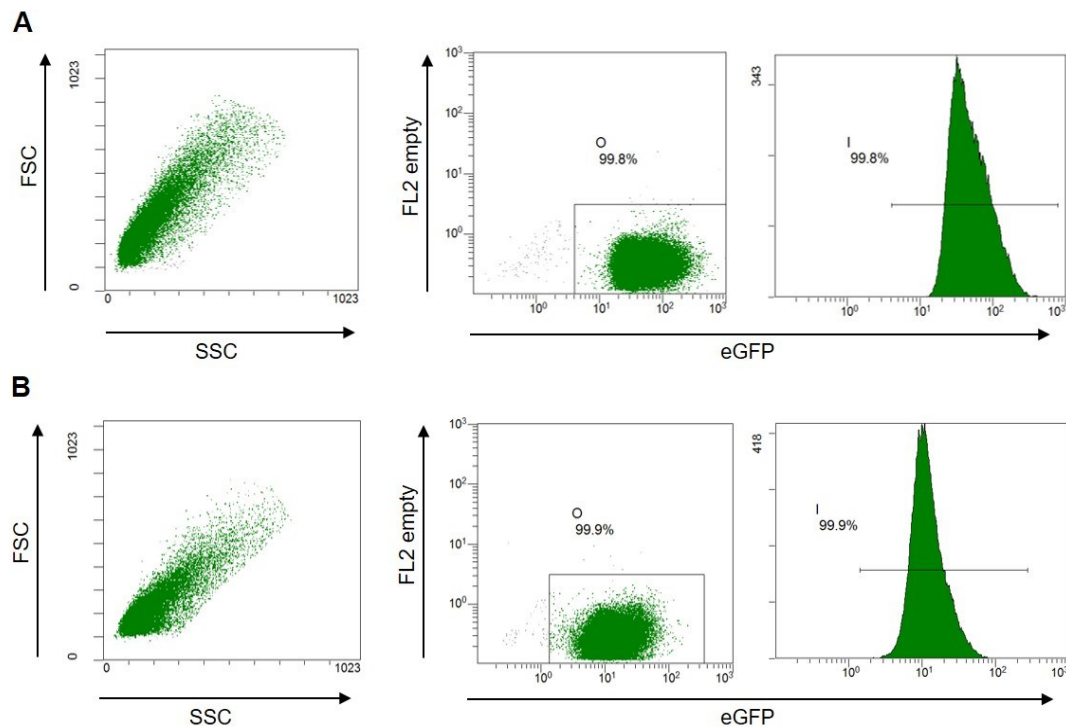 A
FSC
1023
0
0
1023
SSC
FL2 empty
10³
10²
10¹
10⁰
O
99.8%
10⁰
10¹
10²
10³
343
I
99.8%
10⁰
10¹
10²
10³
eGFP
B
FSC
1023
0
0
1023
SSC
FL2 empty
10³
10²
10¹
10⁰
O
99.9%
10⁰
10¹
10²
10³
418
I
99.9%
10⁰
10¹
10²
10³
eGFP